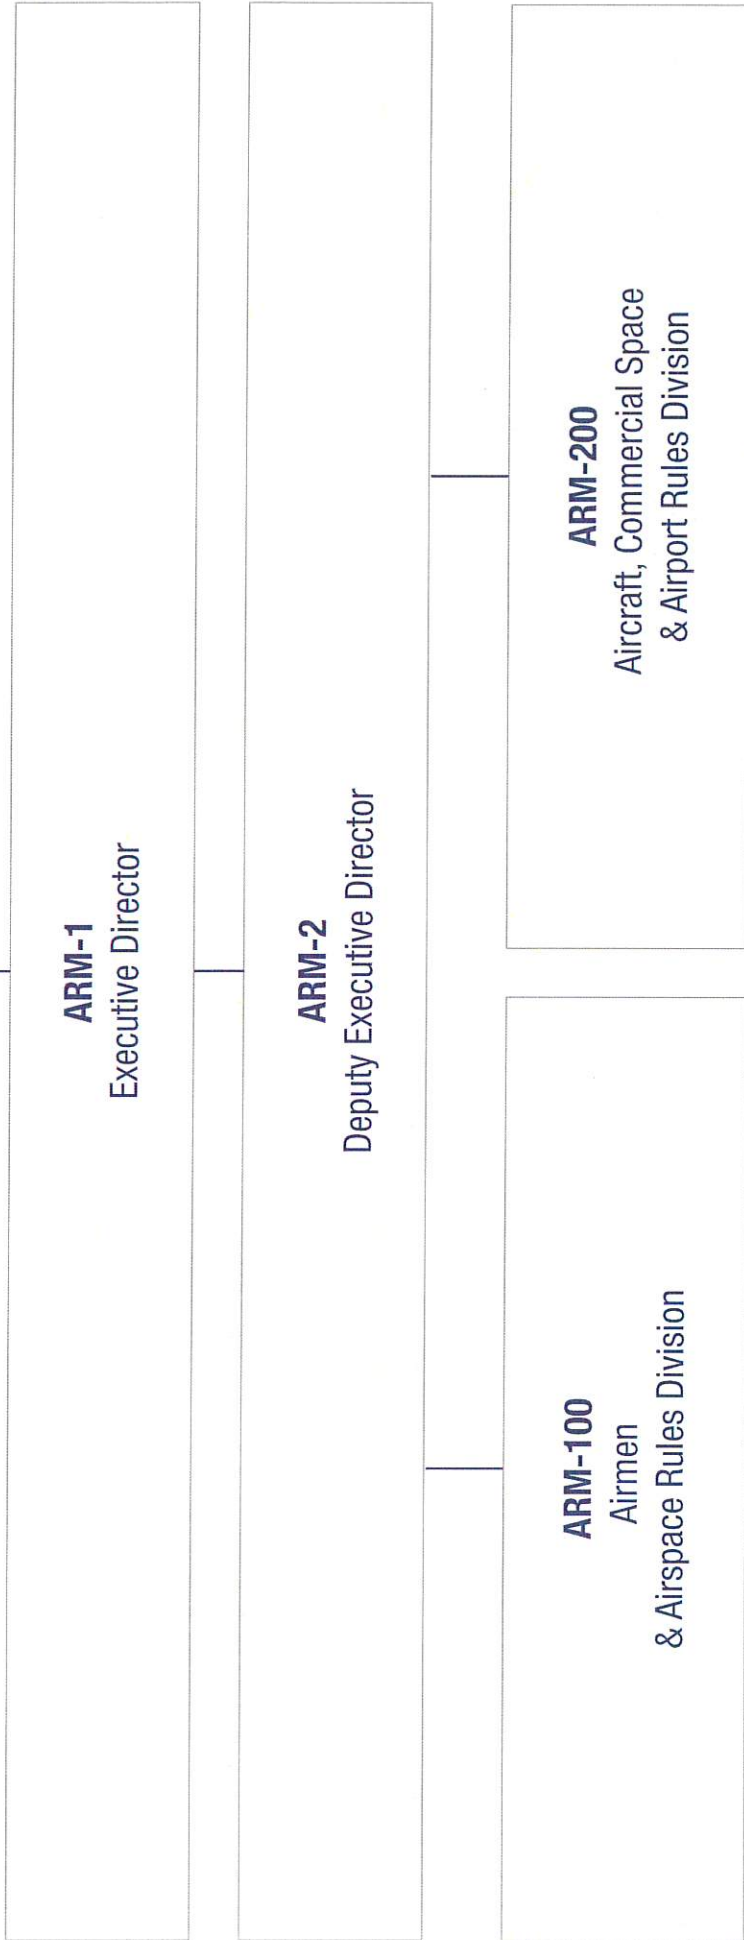 ARM-1
Executive Director
ARM-2
Deputy Executive Director
ARM-100
Airmen
& Airspace Rules Division
ARM-200
Aircraft, Commercial Space
& Airport Rules Division